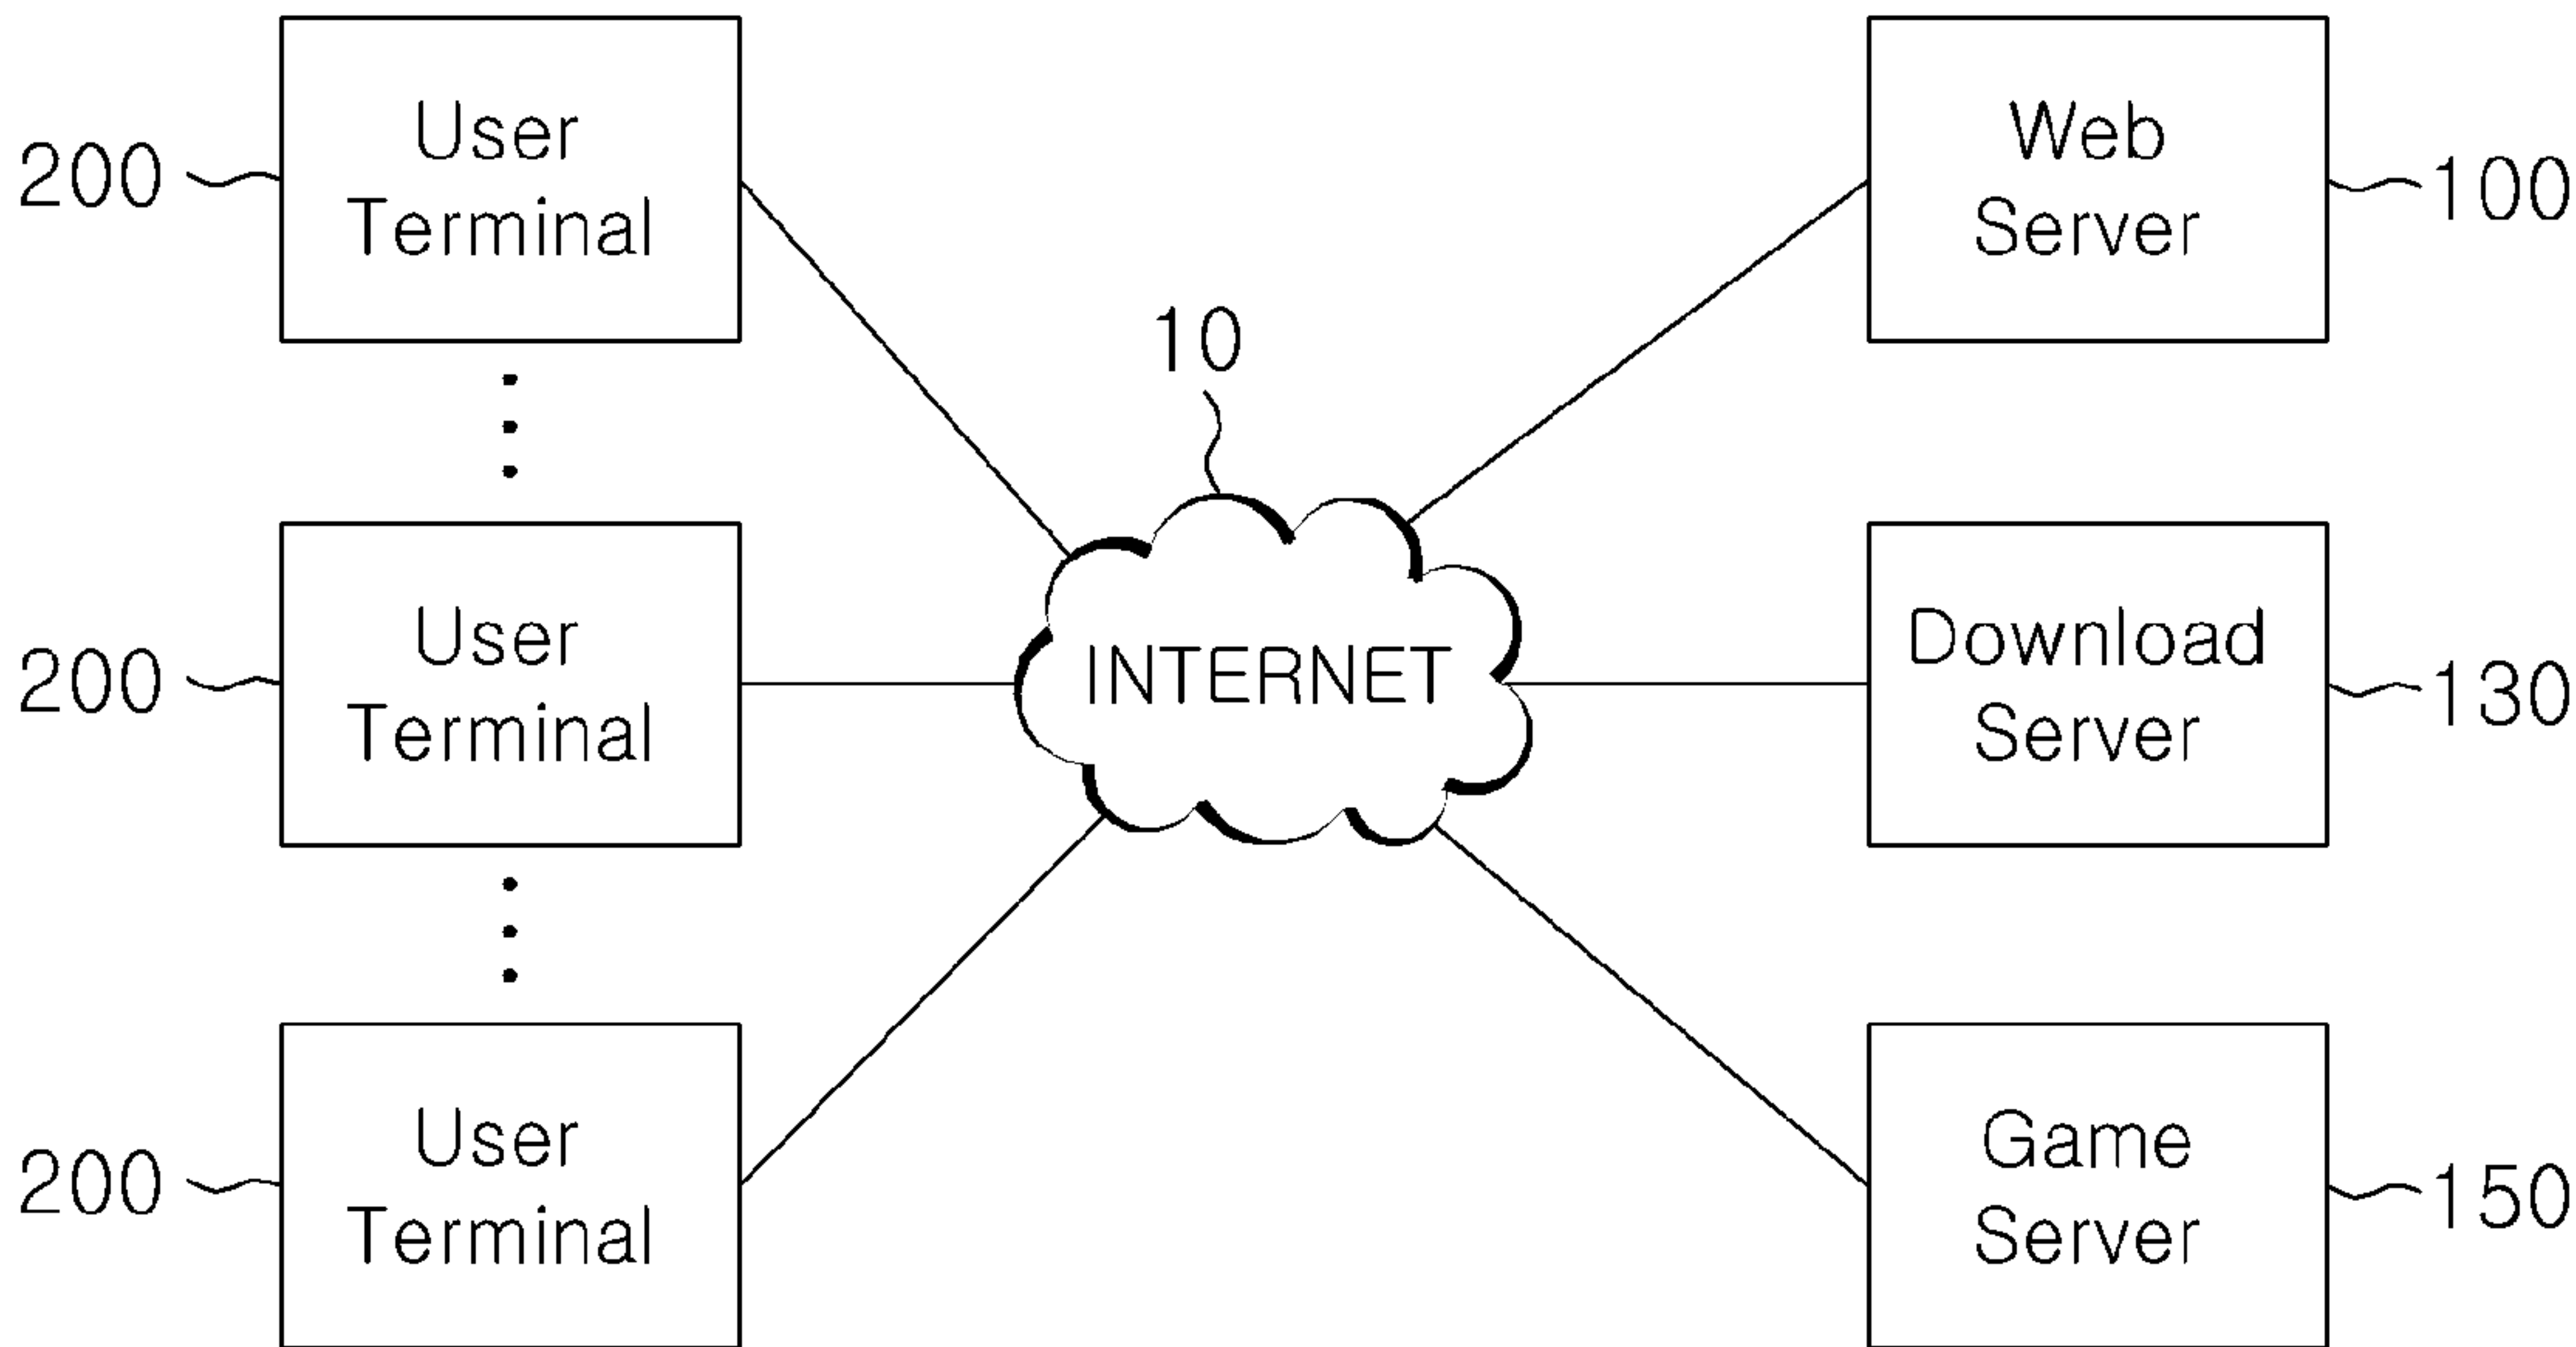 200
User
Terminal
Web
Server
100
10
200
User
Terminal
INTERNET
Download
Server
130
200
User
Terminal
Game
Server
150